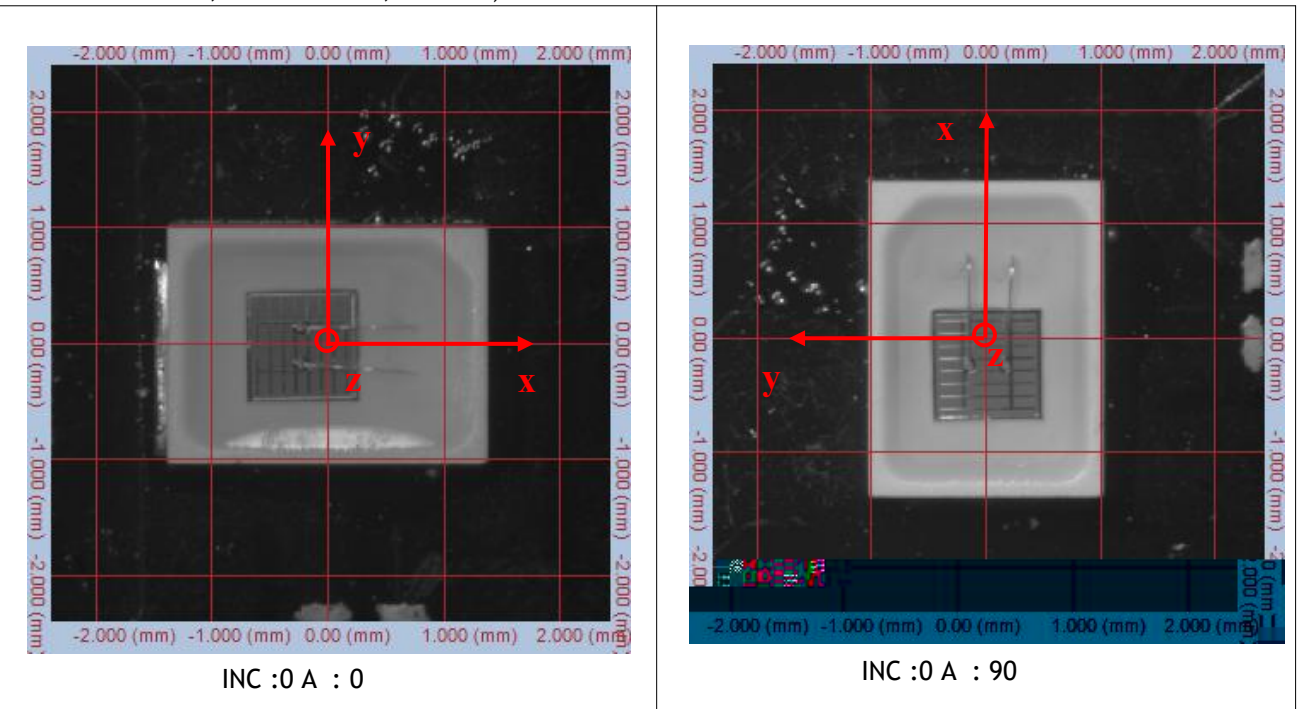 -2.000 (mm) -1.000 (mm) 0.00 (mm) 1.000 (mm) 2.000 (mm)
2.000 (mm) 1.000 (mm) 0.00 (mm) -1.000 (mm) -2.000 (mm)
y
x
z
2.000 (mm) 1.000 (mm) 0.00 (mm) -1.000 (mm) -2.000 (mm)
-2.000 (mm) -1.000 (mm) 0.00 (mm) 1.000 (mm) 2.000 (mm)
INC :0 A : 0
-2.000 (mm) -1.000 (mm) 0.00 (mm) 1.000 (mm) 2.000 (mm)
2.000 (mm) 1.000 (mm) 0.00 (mm) -1.000 (mm) -2.00
x
z
y
2.000 (mm) 1.000 (mm) 0.00 (mm) -1.000 (mm)
-2.000 (mm) -1.000 (mm) 0.00 (mm) 1.000 (mm) 2.000 (mm)
INC :0 A : 90